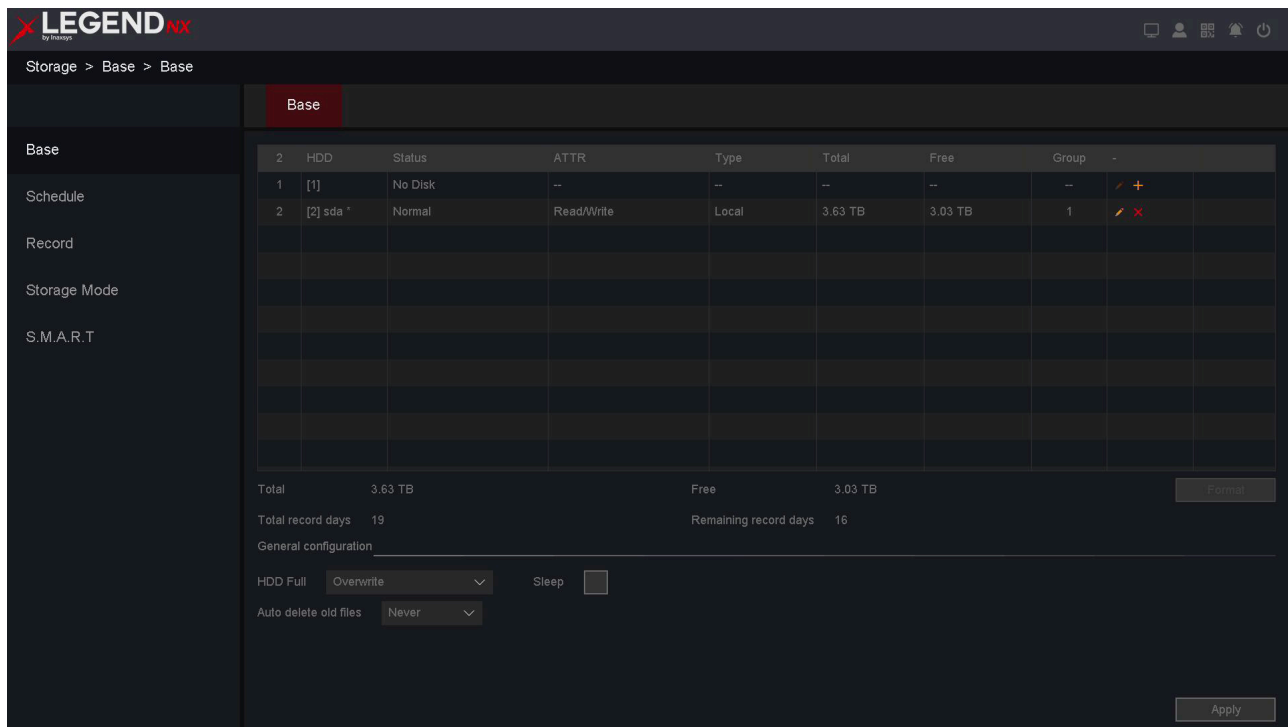 LEGEND NX
by Inaxsys
Storage > Base > Base
Base
Base
Schedule
Record
Storage Mode
S.M.A.R.T
2 HDD Status ATTR Type Total Free Group -
1 [1] No Disk -- -- -- -- --
2 [2] sda * Normal Read/Write Local 3.63 TB 3.03 TB 1
Total 3.63 TB Free 3.03 TB Format
Total record days 19 Remaining record days 16
General configuration
HDD Full Overwrite Sleep
Auto delete old files Never
Apply